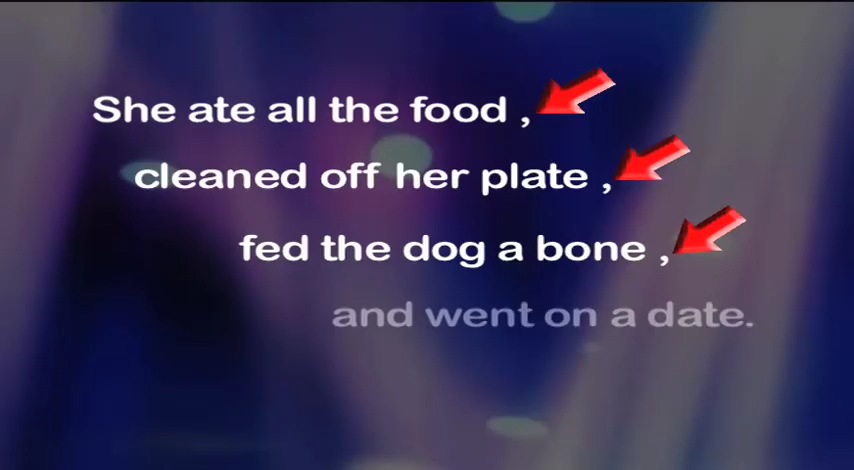 She ate all the food ,
cleaned off her plate ,
fed the dog a bone ,
and went on a date.